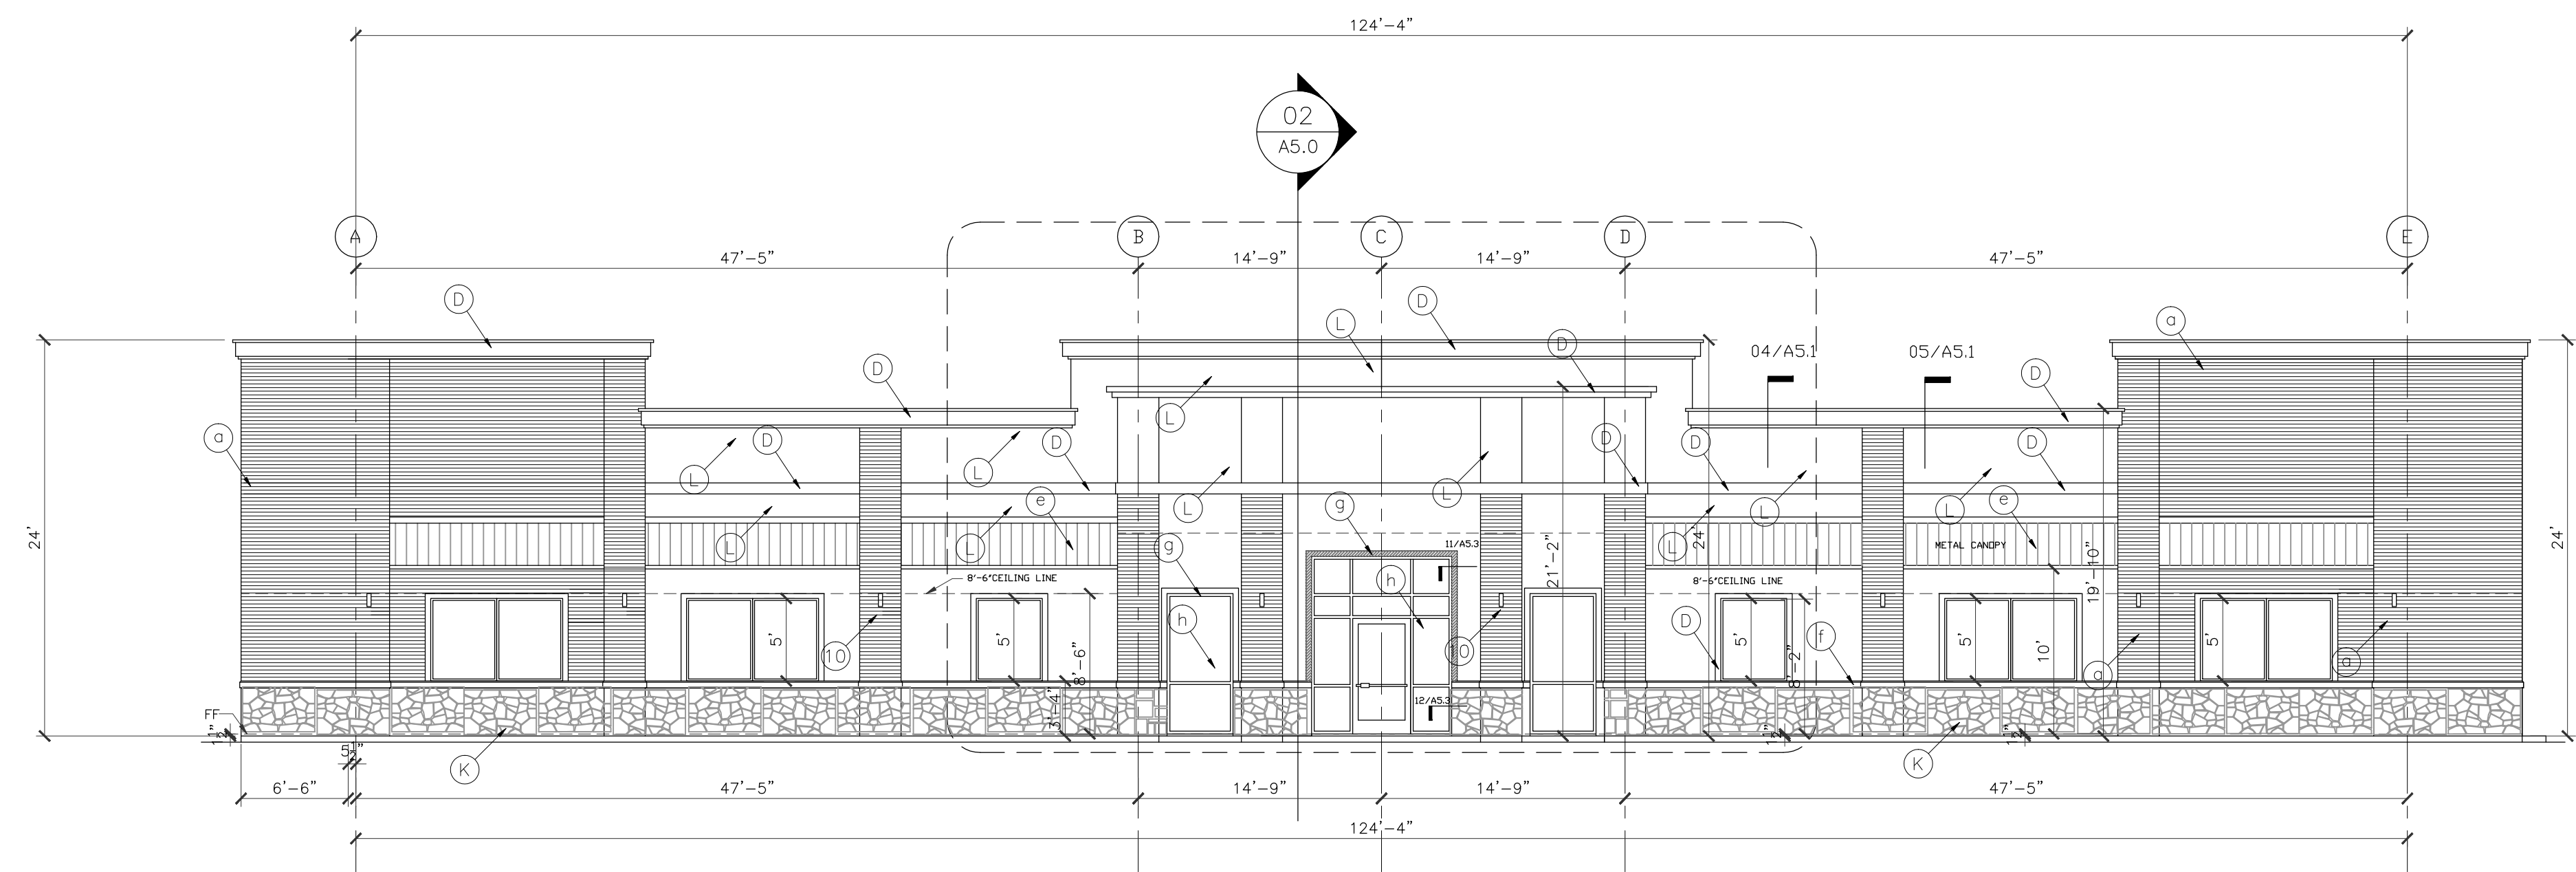 124'-4"
02
A5.0
A B C D E
47'-5" 14'-9" 14'-9" 47'-5"
D D
L
a
D
04/A5.1 05/A5.1
D D
L
a D D D D D
L L L L L
e g L e
L
24' L L 24' 24'
g 11/A5.3 METAL CANOPY
21'-2" 19'-10"
8'-6"CEILING LINE h 8'-6"CEILING LINE
h D f
5' 5' 5' 5' 10' 5'
10 8'-6" 10 8'-2" a a
3'-4" 12/A5.3
FF
K K
6'-6" 47'-5" 14'-9" 14'-9" 47'-5"
124'-4"